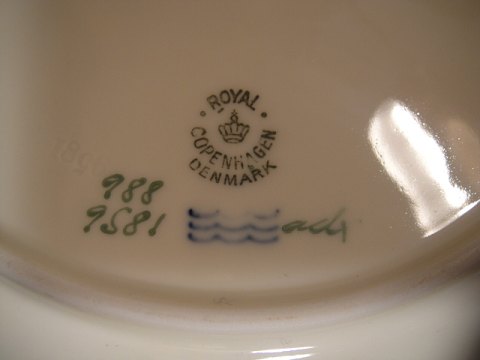 ROYAL
COPENHAGEN
DENMARK
988
9581